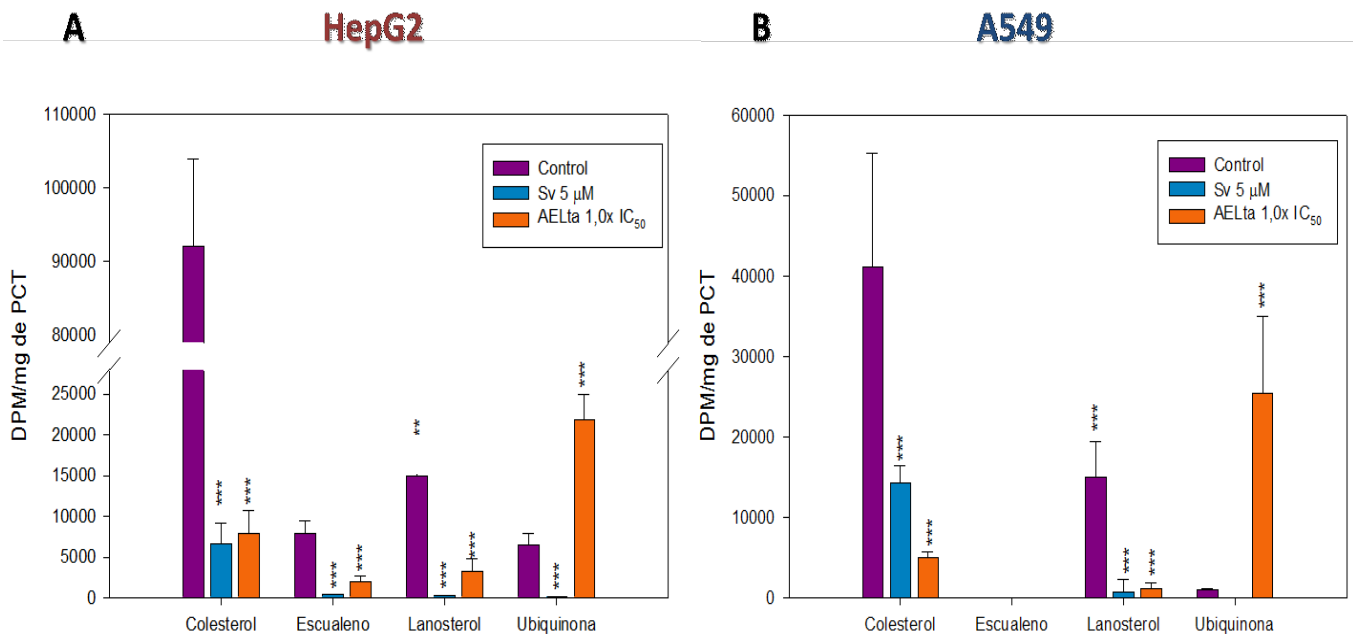 A
HepG2
DPM/mg de PCT
110000
100000
90000
80000
25000
20000
15000
10000
5000
0
Control
Sv 5 µM
AELta 1,0x IC50
***
***
***
***
**
***
***
***
***
Colesterol
Escualeno
Lanosterol
Ubiquinona
B
A549
DPM/mg de PCT
60000
50000
40000
30000
20000
10000
0
Control
Sv 5 µM
AELta 1,0x IC50
***
***
***
***
***
***
Colesterol
Escualeno
Lanosterol
Ubiquinona